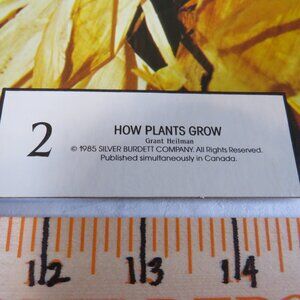 2
HOW PLANTS GROW
Grant Heilman
© 1985 SILVER BURDETT COMPANY. All Rights Reserved.
Published simultaneously in Canada.
12 13 14